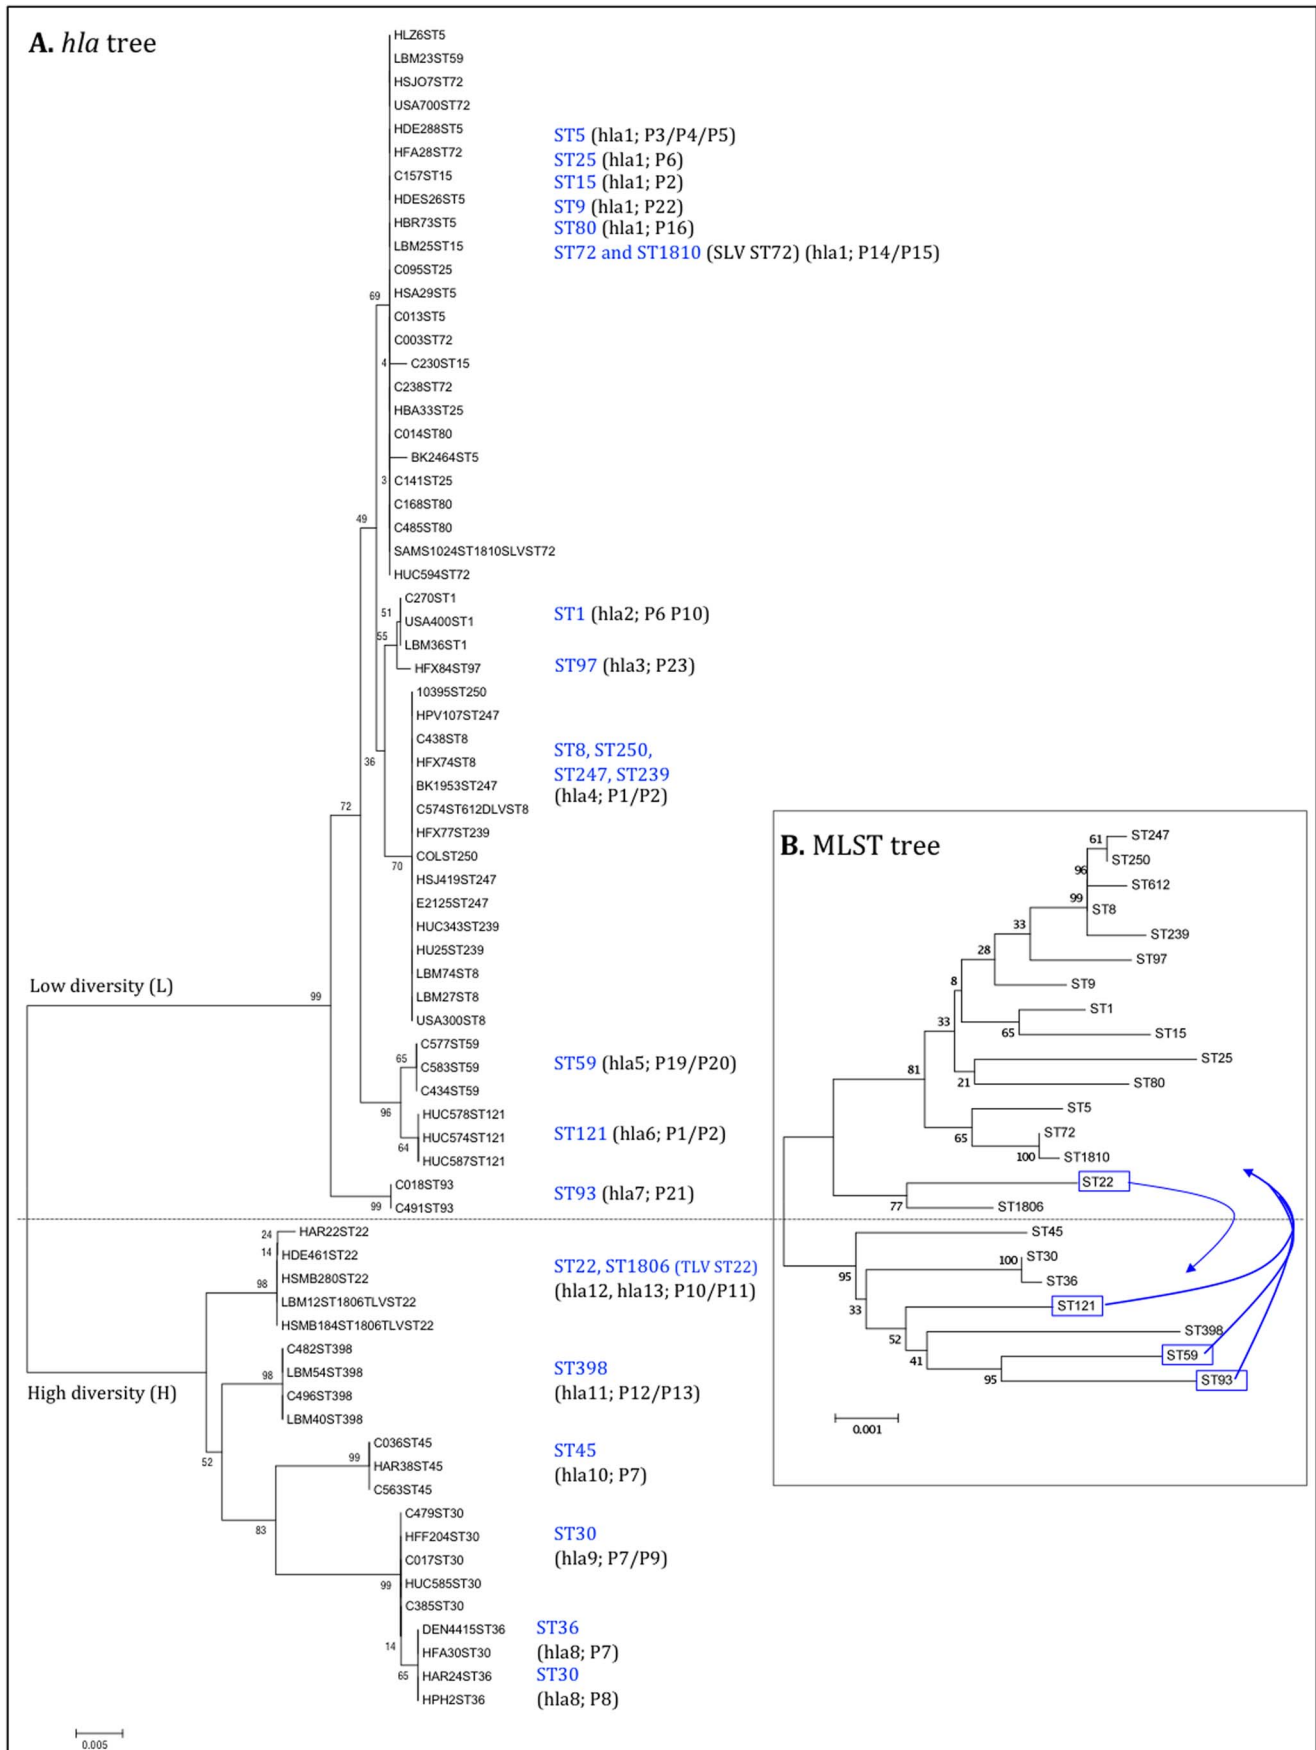 A. hla tree
HLZ6ST5
LBM23ST59
HSJO7ST72
USA700ST72
HDE288ST5
HFA28ST72
C157ST15
HDES26ST5
HBR73ST5
LBM25ST15
C095ST25
HSA29ST5
69
C013ST5
C003ST72
4
C230ST15
C238ST72
HBA33ST25
C014ST80
BK2464ST5
3
C141ST25
C168ST80
C485ST80
SAMS1024ST1810SLVST72
HUC594ST72
ST5 (hla1; P3/P4/P5)
ST25 (hla1; P6)
ST15 (hla1; P2)
ST9 (hla1; P22)
ST80 (hla1; P16)
ST72 and ST1810 (SLV ST72) (hla1; P14/P15)
49
C270ST1
51
USA400ST1
55
LBM36ST1
HFX84ST97
ST1 (hla2; P6 P10)
ST97 (hla3; P23)
10395ST250
HPV107ST247
C438ST8
HFX74ST8
36
BK1953ST247
C574ST612DLVST8
HFX77ST239
COLST250
70
HSJ419ST247
E2125ST247
HUC343ST239
HU25ST239
LBM74ST8
LBM27ST8
USA300ST8
ST8, ST250,
ST247, ST239
(hla4; P1/P2)
72
Low diversity (L)
99
C577ST59
65
C583ST59
C434ST59
96
HUC578ST121
HUC574ST121
64
HUC587ST121
C018ST93
99
C491ST93
ST59 (hla5; P19/P20)
ST121 (hla6; P1/P2)
ST93 (hla7; P21)
24
HAR22ST22
14
HDE461ST22
98
HSMB280ST22
LBM12ST1806TLVST22
HSMB184ST1806TLVST22
ST22, ST1806 (TLV ST22)
(hla12, hla13; P10/P11)
High diversity (H)
C482ST398
98
LBM54ST398
C496ST398
LBM40ST398
ST398
(hla11; P12/P13)
52
C036ST45
99
HAR38ST45
C563ST45
ST45
(hla10; P7)
83
C479ST30
HFF204ST30
C017ST30
99
HUC585ST30
C385ST30
ST30
(hla9; P7/P9)
14
DEN4415ST36
HFA30ST30
65
HAR24ST36
HPH2ST36
ST36
(hla8; P7)
ST30
(hla8; P8)
0.005
B. MLST tree
61
ST247
ST250
96
ST612
99
ST8
ST239
33
ST97
28
ST9
8
ST1
65
ST15
33
ST25
21
ST80
81
ST5
65
ST72
100
ST1810
ST22
77
ST1806
ST45
95
100
ST30
ST36
33
ST121
52
ST398
41
ST59
95
ST93
0.001